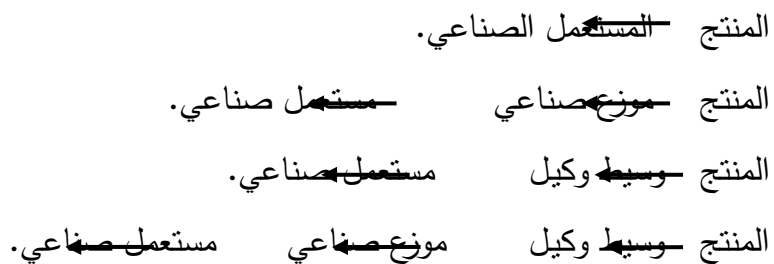 المنتج المستعمل الصناعي.
المنتج موزع صناعي مستعمل صناعي.
المنتج وسيط وكيل مستعمل صناعي.
المنتج وسيط وكيل موزع صناعي مستعمل صناعي.